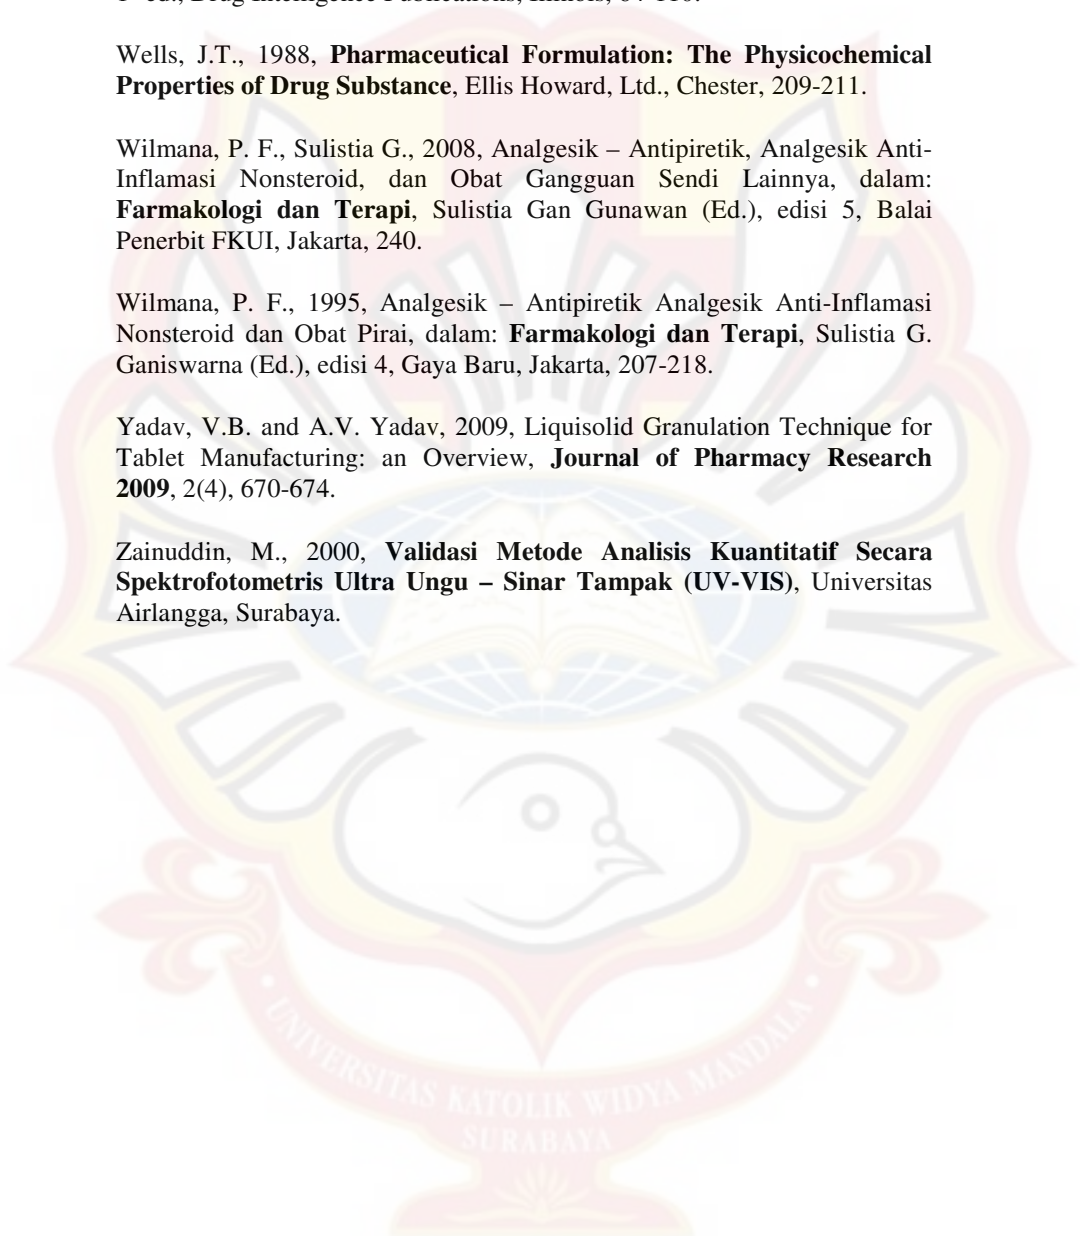 Wells, J.T., 1988, Pharmaceutical Formulation: The Physicochemical
Properties of Drug Substance, Ellis Howard, Ltd., Chester, 209-211.
Wilmana, P. F., Sulistia G., 2008, Analgesik – Antipiretik, Analgesik Anti-
Inflamasi Nonsteroid, dan Obat Gangguan Sendi Lainnya, dalam:
Farmakologi dan Terapi, Sulistia Gan Gunawan (Ed.), edisi 5, Balai
Penerbit FKUI, Jakarta, 240.
Wilmana, P. F., 1995, Analgesik – Antipiretik Analgesik Anti-Inflamasi
Nonsteroid dan Obat Pirai, dalam: Farmakologi dan Terapi, Sulistia G.
Ganiswarna (Ed.), edisi 4, Gaya Baru, Jakarta, 207-218.
Yadav, V.B. and A.V. Yadav, 2009, Liquisolid Granulation Technique for
Tablet Manufacturing: an Overview, Journal of Pharmacy Research
2009, 2(4), 670-674.
Zainuddin, M., 2000, Validasi Metode Analisis Kuantitatif Secara
Spektrofotometris Ultra Ungu – Sinar Tampak (UV-VIS), Universitas
Airlangga, Surabaya.
UNIVERSITAS KATOLIK WIDYA MANDALA
SURABAYA